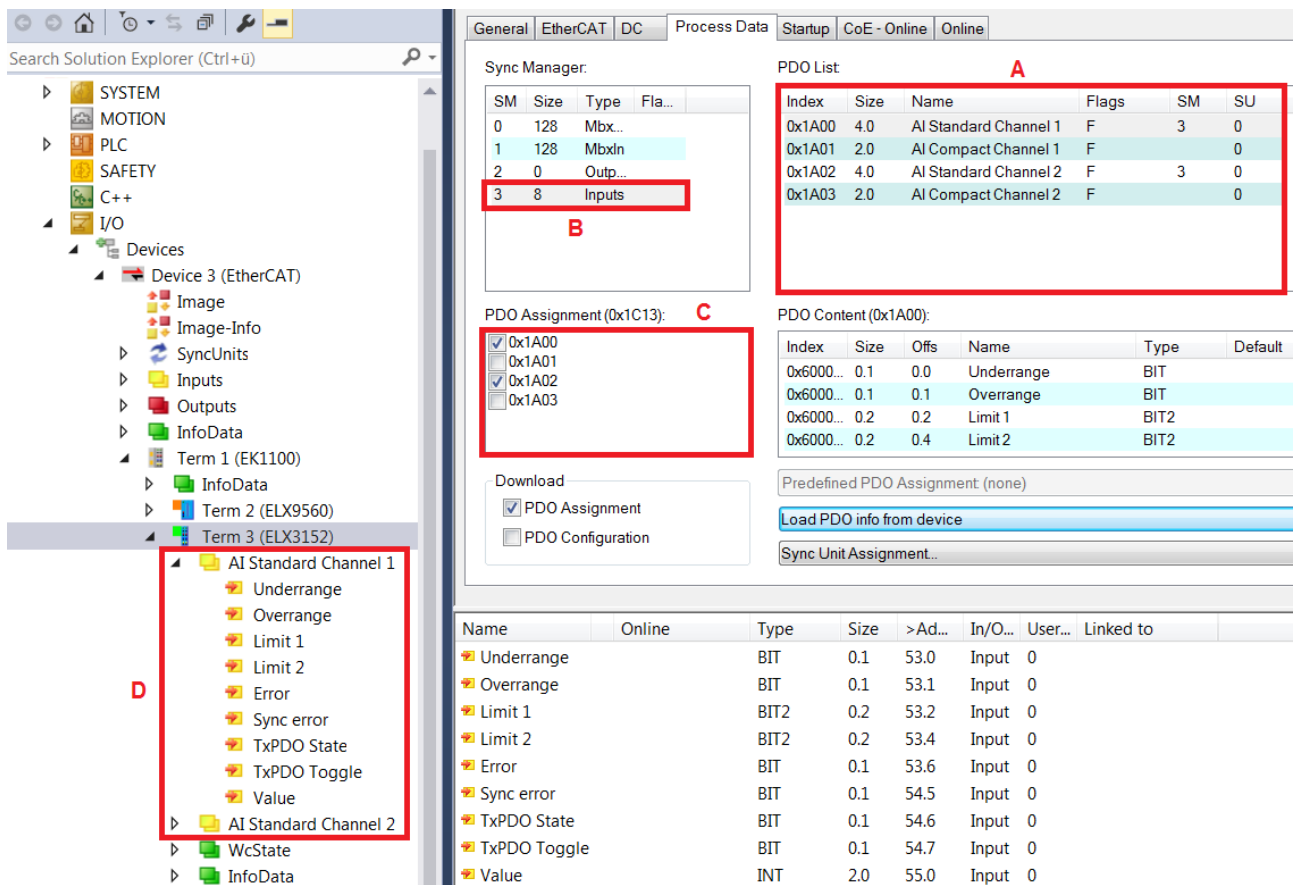 Search Solution Explorer (Ctrl+ü)
SYSTEM
MOTION
PLC
SAFETY
C++
I/O
Devices
Device 3 (EtherCAT)
Image
Image-Info
SyncUnits
Inputs
Outputs
InfoData
Term 1 (EK1100)
InfoData
Term 2 (ELX9560)
Term 3 (ELX3152)
AI Standard Channel 1
Underrange
Overrange
Limit 1
Limit 2
Error
Sync error
TxPDO State
TxPDO Toggle
Value
AI Standard Channel 2
WcState
InfoData
D
General EtherCAT DC Process Data Startup CoE - Online Online
Sync Manager:
SM Size Type Fla...
0 128 Mbx...
1 128 MbxIn
2 0 Outp...
3 8 Inputs
B
PDO List:
A
Index Size Name Flags SM SU
0x1A00 4.0 AI Standard Channel 1 F 3 0
0x1A01 2.0 AI Compact Channel 1 F 0
0x1A02 4.0 AI Standard Channel 2 F 3 0
0x1A03 2.0 AI Compact Channel 2 F 0
PDO Assignment (0x1C13):
C
0x1A00
0x1A01
0x1A02
0x1A03
PDO Content (0x1A00):
Index Size Offs Name Type Default
0x6000... 0.1 0.0 Underrange BIT
0x6000... 0.1 0.1 Overrange BIT
0x6000... 0.2 0.2 Limit 1 BIT2
0x6000... 0.2 0.4 Limit 2 BIT2
Download
PDO Assignment
PDO Configuration
Predefined PDO Assignment: (none)
Load PDO info from device
Sync Unit Assignment...
Name Online Type Size >Ad... In/O... User... Linked to
Underrange BIT 0.1 53.0 Input 0
Overrange BIT 0.1 53.1 Input 0
Limit 1 BIT2 0.2 53.2 Input 0
Limit 2 BIT2 0.2 53.4 Input 0
Error BIT 0.1 53.6 Input 0
Sync error BIT 0.1 54.5 Input 0
TxPDO State BIT 0.1 54.6 Input 0
TxPDO Toggle BIT 0.1 54.7 Input 0
Value INT 2.0 55.0 Input 0